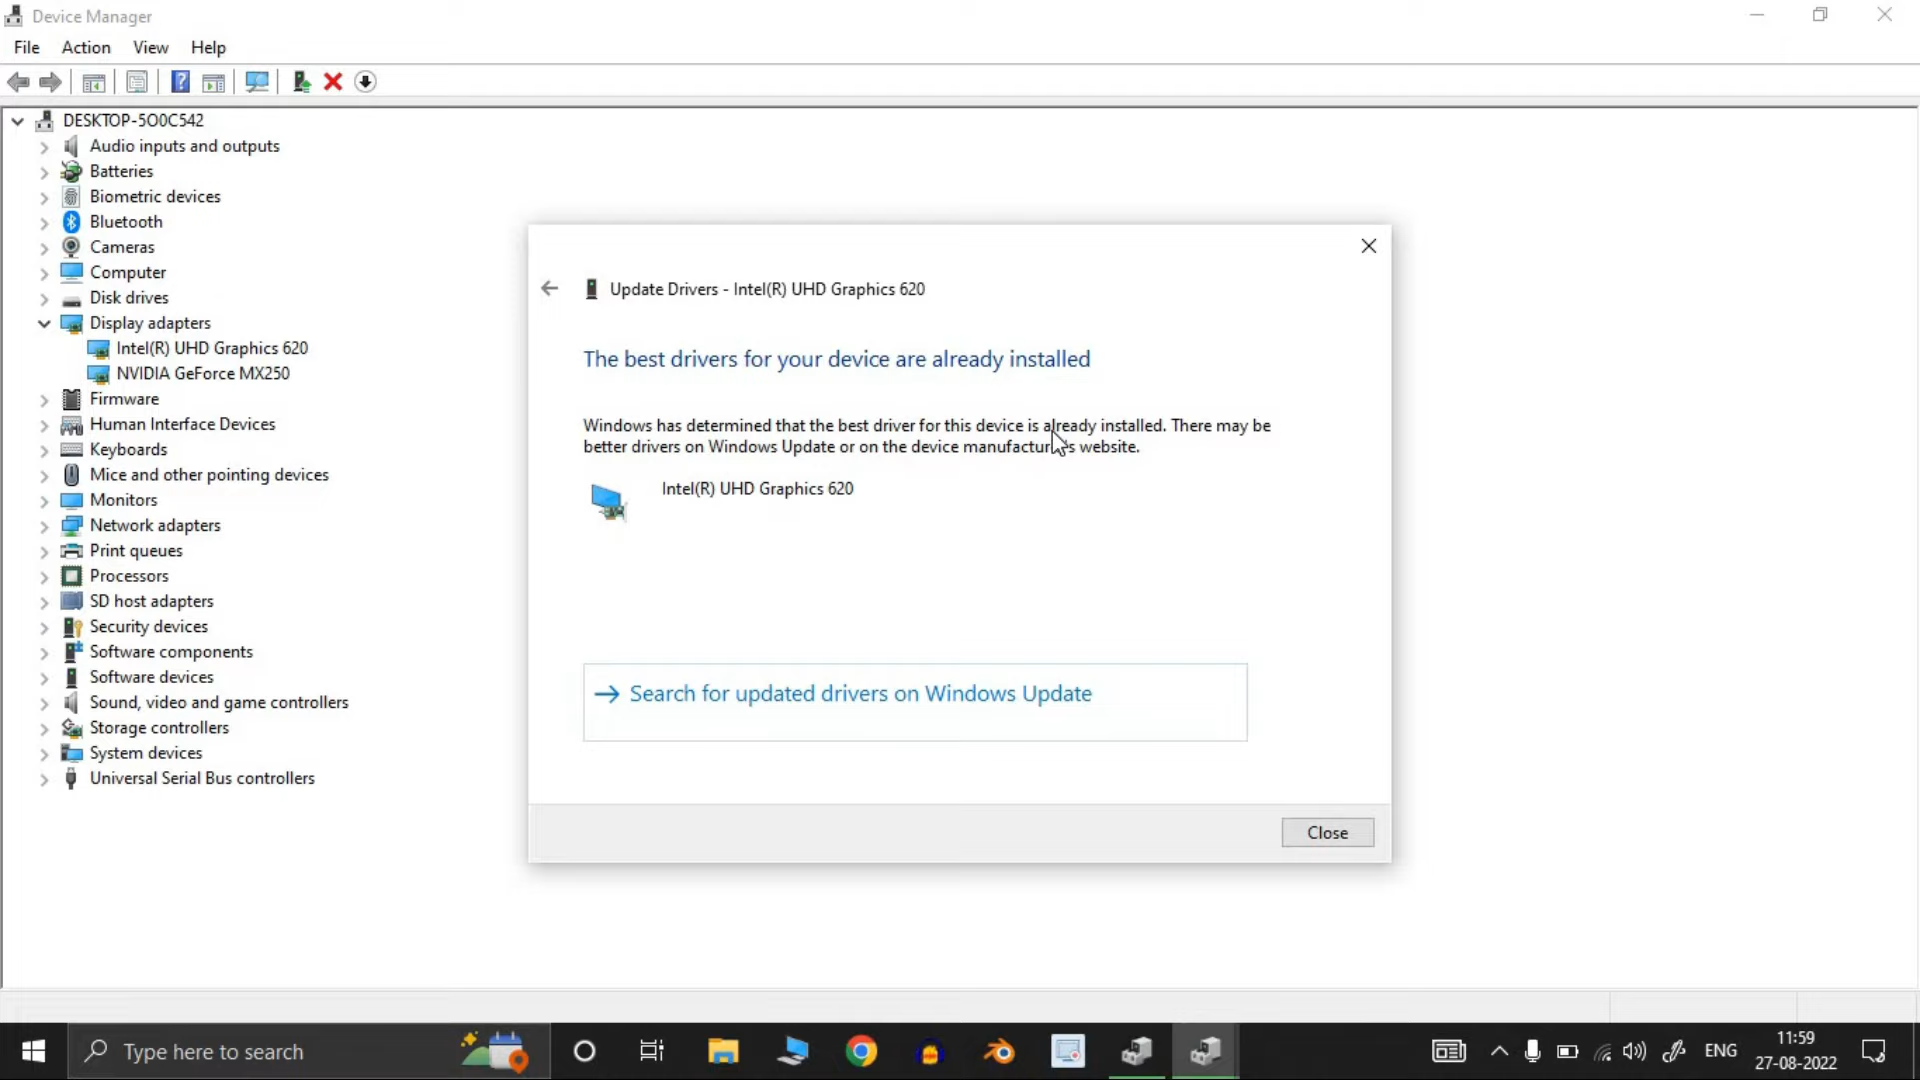 Device Manager
File Action View Help
DESKTOP-5O0C542
Audio inputs and outputs
Batteries
Biometric devices
Bluetooth
Cameras
Computer
Disk drives
Display adapters
Intel(R) UHD Graphics 620
NVIDIA GeForce MX250
Firmware
Human Interface Devices
Keyboards
Mice and other pointing devices
Monitors
Network adapters
Print queues
Processors
SD host adapters
Security devices
Software components
Software devices
Sound, video and game controllers
Storage controllers
System devices
Universal Serial Bus controllers
Update Drivers - Intel(R) UHD Graphics 620
The best drivers for your device are already installed
Windows has determined that the best driver for this device is already installed. There may be
better drivers on Windows Update or on the device manufacturer's website.
Intel(R) UHD Graphics 620
Search for updated drivers on Windows Update
Close
Type here to search
ENG
11:59
27-08-2022